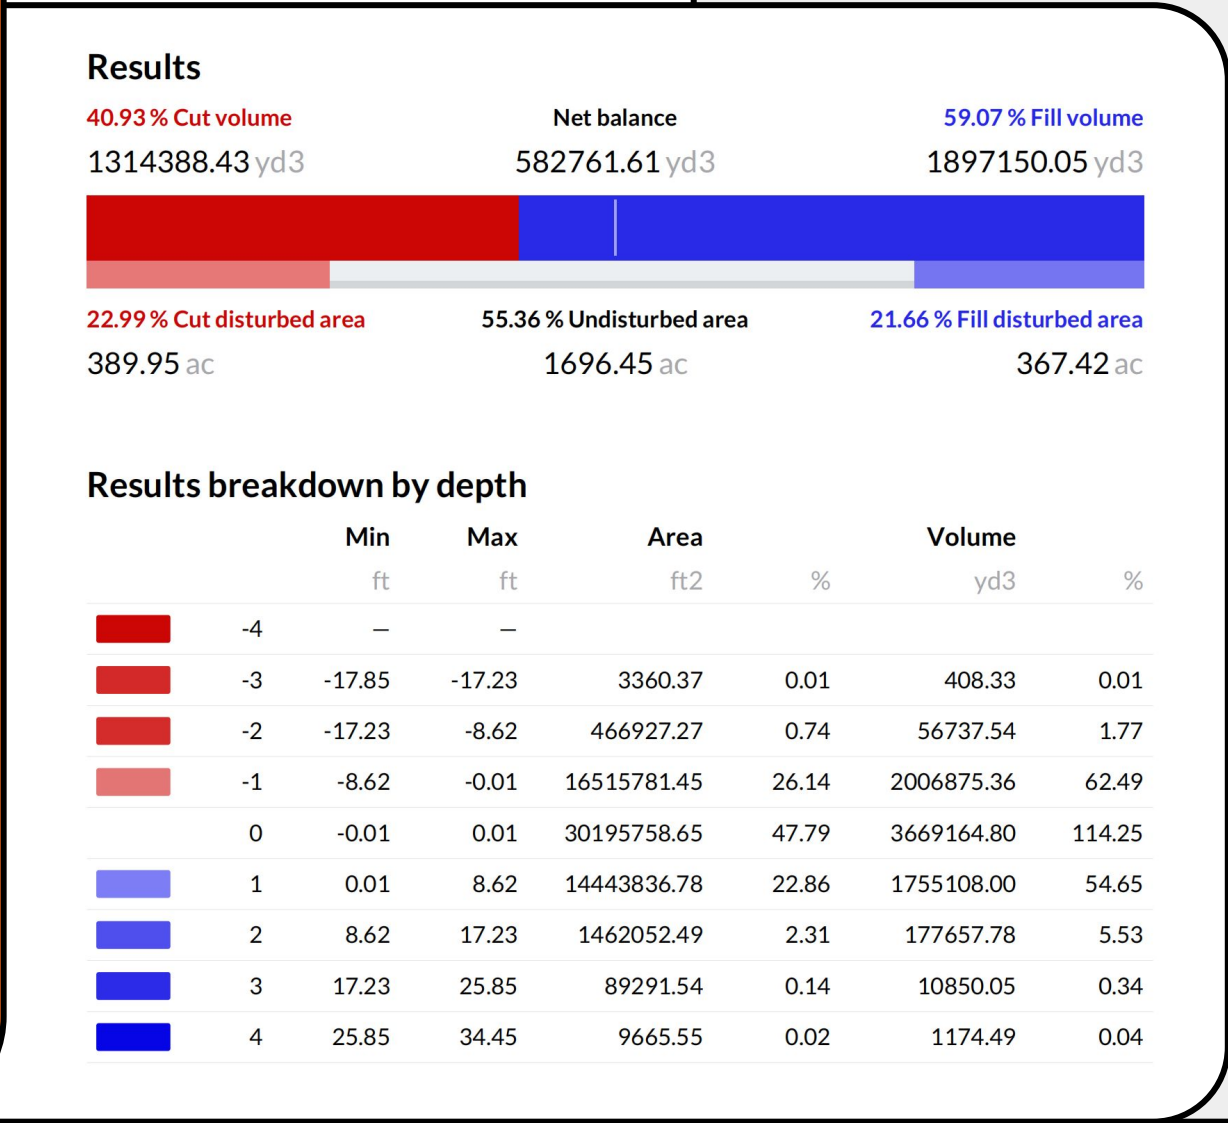 Results
40.93 % Cut volume Net balance 59.07 % Fill volume
1314388.43 yd3 582761.61 yd3 1897150.05 yd3
22.99 % Cut disturbed area 55.36 % Undisturbed area 21.66 % Fill disturbed area
389.95 ac 1696.45 ac 367.42 ac
Results breakdown by depth
Min Max Area Volume
ft ft ft2 % yd3 %
-4 — —
-3 -17.85 -17.23 3360.37 0.01 408.33 0.01
-2 -17.23 -8.62 466927.27 0.74 56737.54 1.77
-1 -8.62 -0.01 16515781.45 26.14 2006875.36 62.49
0 -0.01 0.01 30195758.65 47.79 3669164.80 114.25
1 0.01 8.62 14443836.78 22.86 1755108.00 54.65
2 8.62 17.23 1462052.49 2.31 177657.78 5.53
3 17.23 25.85 89291.54 0.14 10850.05 0.34
4 25.85 34.45 9665.55 0.02 1174.49 0.04